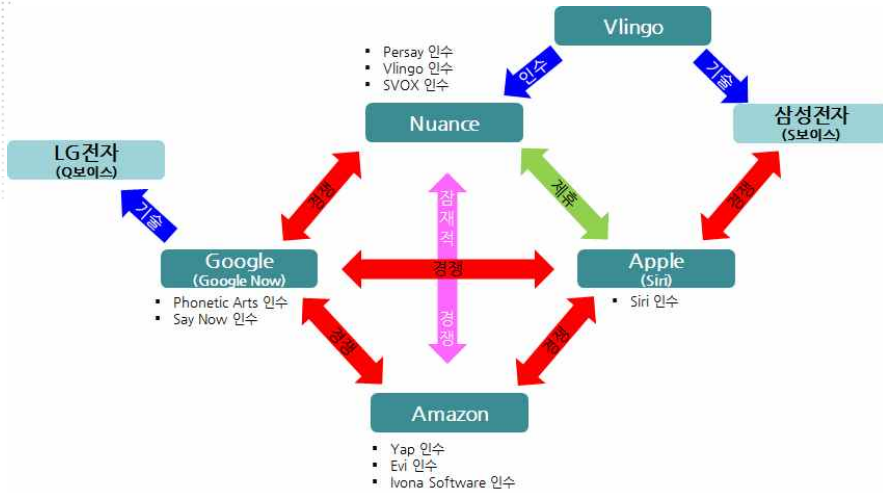 Vlingo
▪ Persay 인수
▪ Vlingo 인수
▪ SVOX 인수
인수
기술
Nuance
삼성전자
(S보이스)
LG전자
(Q보이스)
기술
경쟁
잠재적 경쟁
제휴
경쟁
Google
(Google Now)
경쟁
Apple
(Siri)
▪ Phonetic Arts 인수
▪ Say Now 인수
▪ Siri 인수
경쟁
경쟁
Amazon
▪ Yap 인수
▪ Evi 인수
▪ Ivona Software 인수